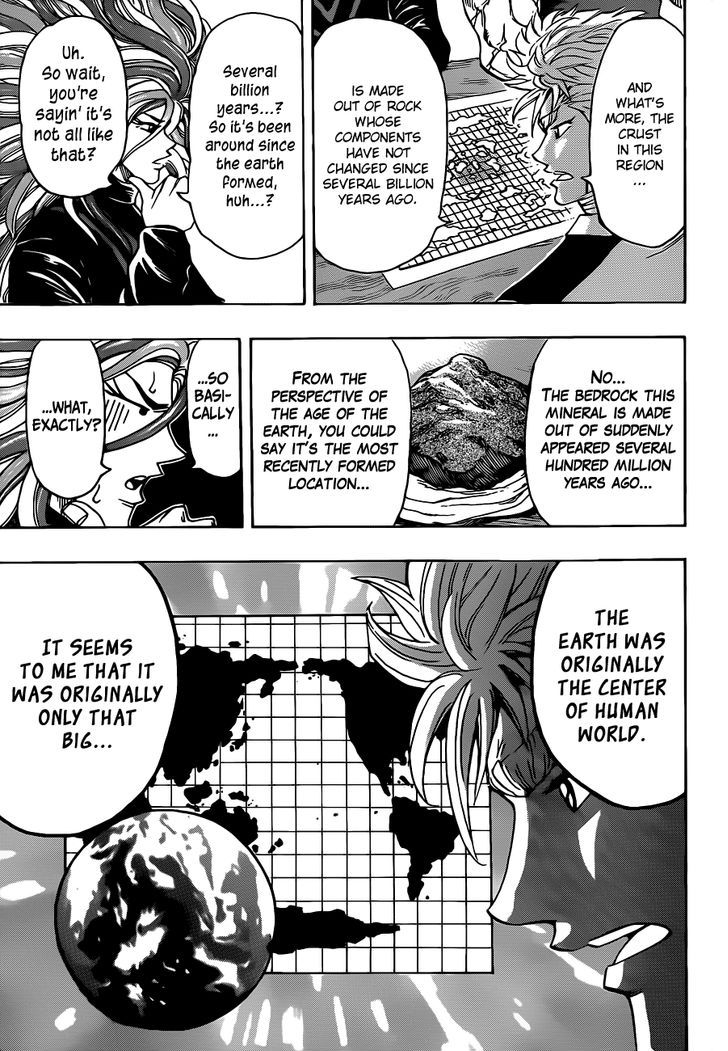 AND
WHAT'S
MORE, THE
CRUST IN
THIS
REGION
...
IS MADE
OUT OF ROCK
WHOSE
COMPONENTS
HAVE NOT
CHANGED SINCE
SEVERAL BILLION
YEARS AGO.
Several
billion
years...?
So it's been
around since
the earth
formed,
huh...?
Uh.
So wait,
you're
sayin' it's
not all like
that?
NO...
THE BEDROCK THIS
MINERAL IS MADE
OUT OF SUDDENLY
APPEARED SEVERAL
HUNDRED MILLION
YEARS AGO...
FROM THE
PERSPECTIVE OF
THE AGE OF THE
EARTH, YOU COULD
SAY IT'S THE MOST
RECENTLY FORMED
LOCATION...
...SO
BASI-
CALLY
...
...WHAT,
EXACTLY?
THE
EARTH WAS
ORIGINALLY
THE CENTER
OF HUMAN
WORLD.
IT SEEMS
TO ME THAT IT
WAS ORIGINALLY
ONLY THAT
BIG...